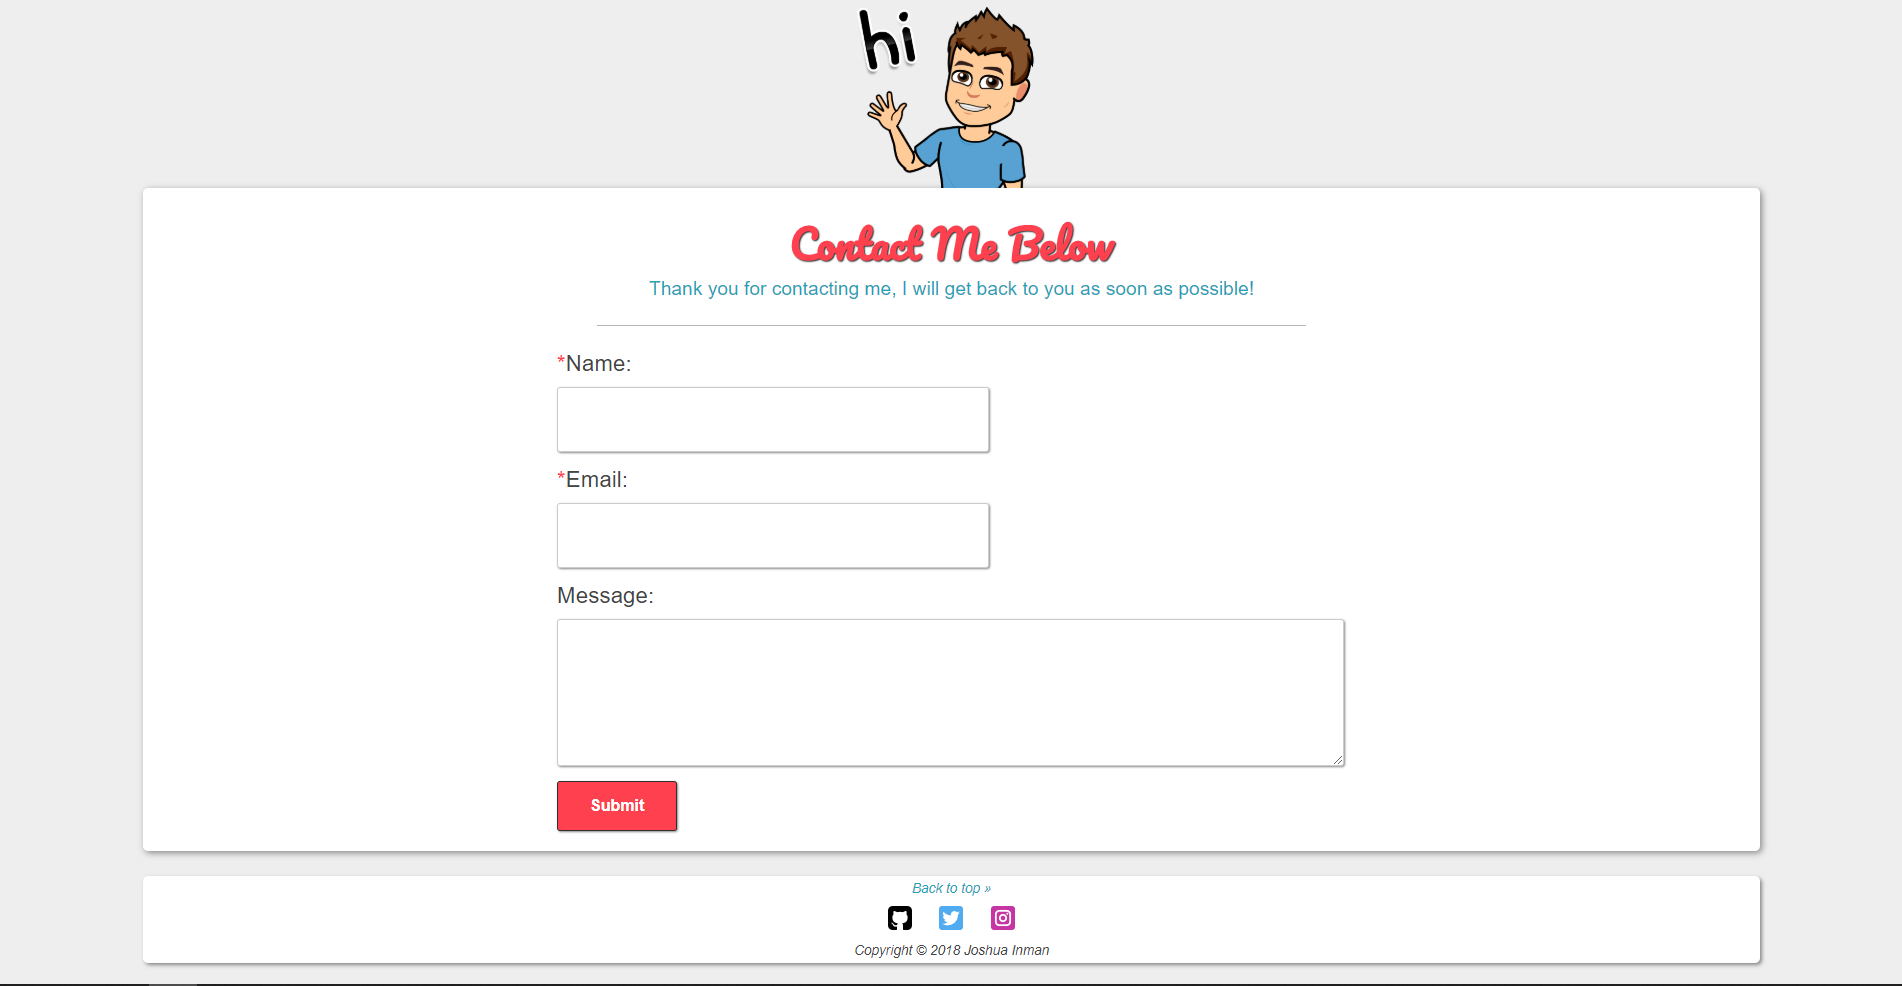 hi
Contact Me Below
Thank you for contacting me, I will get back to you as soon as possible!
*Name:
*Email:
Message:
Submit
Back to top »
Copyright © 2018 Joshua Inman